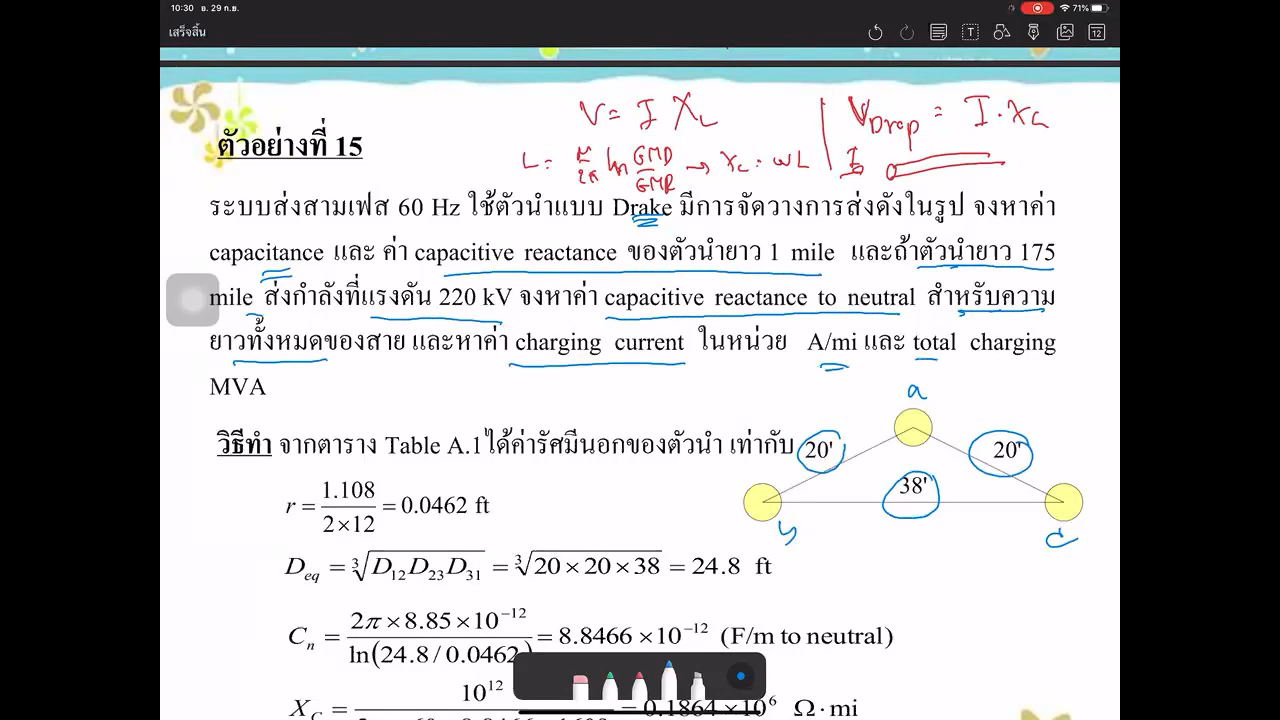 10:30 อ. 29 ก.ย.
71%
เสร็จสิ้น
T
12
V = I X_L
V_Drop = I · X_L
ตัวอย่างที่ 15
L = μ/2π ln GMD/GMR → X_L = ωL
ระบบส่งสามเฟส 60 Hz ใช้ตัวนำแบบ Drake มีการจัดวางการส่งดังในรูป จงหาค่า
capacitance และ ค่า capacitive reactance ของตัวนำยาว 1 mile และถ้าตัวนำยาว 175
mile ส่งกำลังที่แรงดัน 220 kV จงหาค่า capacitive reactance to neutral สำหรับความ
ยาวทั้งหมดของสาย และหาค่า charging current ในหน่วย A/mi และ total charging
MVA
a
วิธีทำ จากตาราง Table A.1ได้ค่ารัศมีนอกของตัวนำ เท่ากับ
20' 20'
38'
r = 1.108 / 2×12 = 0.0462 ft
b c
D_eq = ∛D_12 D_23 D_31 = ∛20×20×38 = 24.8 ft
C_n = 2π×8.85×10^−12 / ln(24.8/0.0462) = 8.8466×10^−12 (F/m to neutral)
X_C = 10^12 = 0.1864×10^6 Ω·mi